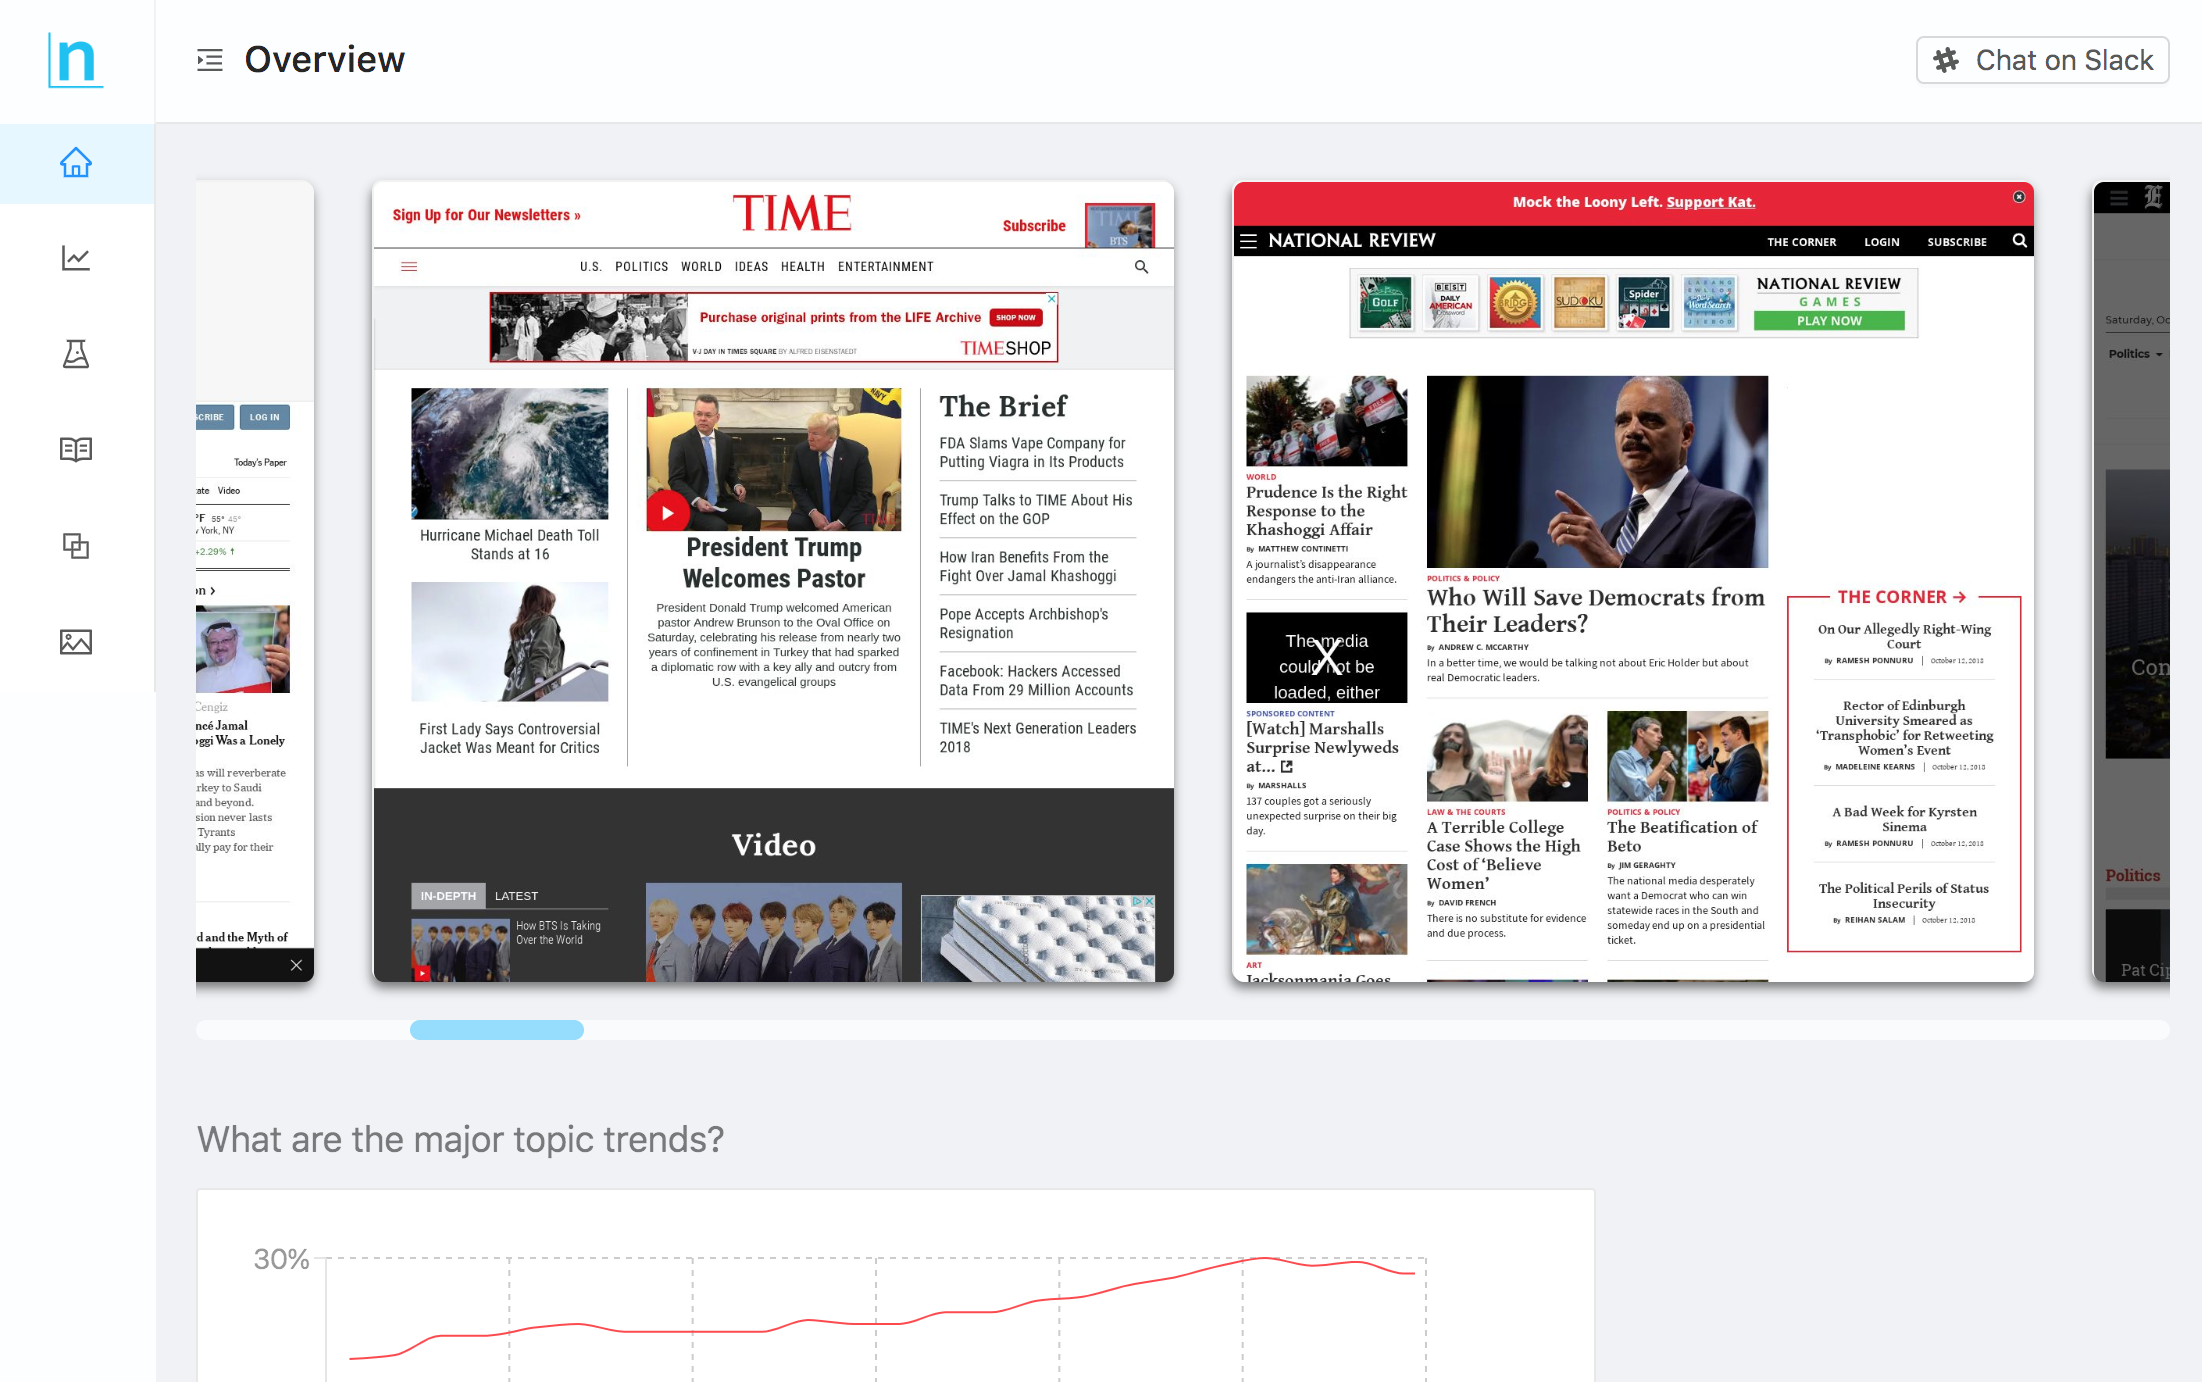 n
Overview
Chat on Slack
SCRIBE
LOG IN
Today's Paper
Video
55° 45°
York, NY
+2.29% ↑
Cengiz
ncé Jamal
oggi Was a Lonely
as will reverberate
rkey to Saudi
and beyond.
sion never lasts
Tyrants
ally pay for their
d and the Myth of
Sign Up for Our Newsletters »
TIME
Subscribe
TIME
BTS
U.S. POLITICS WORLD IDEAS HEALTH ENTERTAINMENT
Purchase original prints from the LIFE Archive
SHOP NOW
V-J DAY IN TIMES SQUARE BY ALFRED EISENSTAEDT
TIMESHOP
NAVY
TIME
Hurricane Michael Death Toll
Stands at 16
First Lady Says Controversial
Jacket Was Meant for Critics
President Trump
Welcomes Pastor
President Donald Trump welcomed American
pastor Andrew Brunson to the Oval Office on
Saturday, celebrating his release from nearly two
years of confinement in Turkey that had sparked
a diplomatic row with a key ally and outcry from
U.S. evangelical groups
The Brief
FDA Slams Vape Company for
Putting Viagra in Its Products
Trump Talks to TIME About His
Effect on the GOP
How Iran Benefits From the
Fight Over Jamal Khashoggi
Pope Accepts Archbishop's
Resignation
Facebook: Hackers Accessed
Data From 29 Million Accounts
TIME's Next Generation Leaders
2018
Video
IN-DEPTH LATEST
How BTS Is Taking
Over the World
Mock the Loony Left. Support Kat.
NATIONAL REVIEW
THE CORNER LOGIN SUBSCRIBE
GOLF
BEST
DAILY
AMERICAN
Crossword
BRIDGE
SUDOKU
Spider
Word Search
NATIONAL REVIEW
GAMES
PLAY NOW
FREE
WORLD
Prudence Is the Right
Response to the
Khashoggi Affair
By MATTHEW CONTINETTI
A journalist's disappearance
endangers the anti-Iran alliance.
The media
could not be
loaded, either
X
SPONSORED CONTENT
[Watch] Marshalls
Surprise Newlyweds
at...
By MARSHALLS
137 couples got a seriously
unexpected surprise on their big
day.
ART
Jacksonmania Goes
POLITICS & POLICY
Who Will Save Democrats from
Their Leaders?
By ANDREW C. MCCARTHY
In a better time, we would be talking not about Eric Holder but about
real Democratic leaders.
LAW & THE COURTS
A Terrible College
Case Shows the High
Cost of ‘Believe
Women’
By DAVID FRENCH
There is no substitute for evidence
and due process.
POLITICS & POLICY
The Beatification of
Beto
By JIM GERAGHTY
The national media desperately
want a Democrat who can win
statewide races in the South and
someday end up on a presidential
ticket.
THE CORNER →
On Our Allegedly Right-Wing
Court
By RAMESH PONNURU | October 12, 2018
Rector of Edinburgh
University Smeared as
‘Transphobic’ for Retweeting
Women’s Event
By MADELEINE KEARNS | October 12, 2018
A Bad Week for Kyrsten
Sinema
By RAMESH PONNURU | October 12, 2018
The Political Perils of Status
Insecurity
By REIHAN SALAM | October 12, 2018
E
Saturday, Oc
Politics
Con
Politics
Pat Cip
What are the major topic trends?
30%